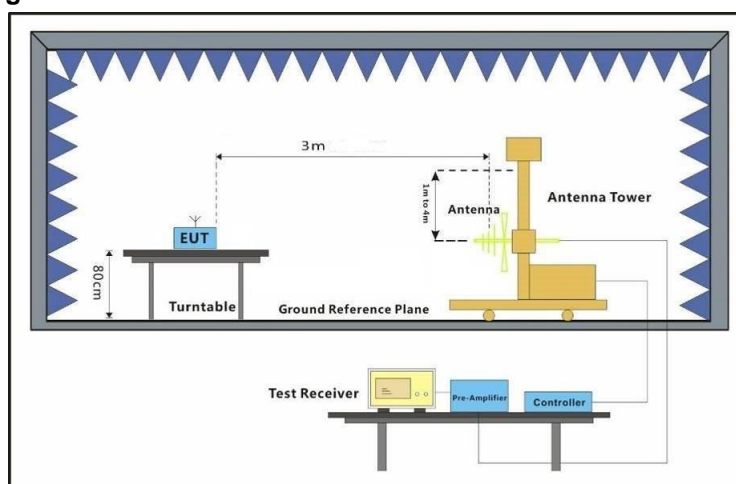 3m
1m to 4m
Antenna
Antenna Tower
EUT
80cm
Turntable
Ground Reference Plane
Test Receiver
Pre-Amplifier
Controller